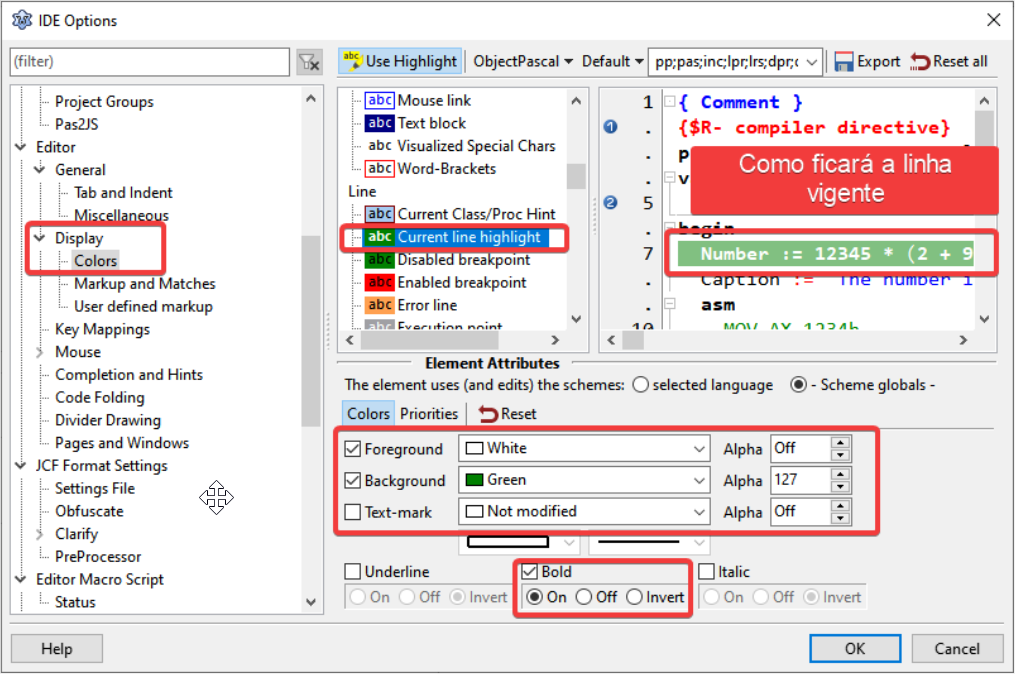 IDE Options
(filter)
Use Highlight
ObjectPascal
Default
pp;pas;inc;lpr;lrs;dpr;
Export
Reset all
Project Groups
Pas2JS
Editor
General
Tab and Indent
Miscellaneous
Display
Colors
Markup and Matches
User defined markup
Key Mappings
Mouse
Completion and Hints
Code Folding
Divider Drawing
Pages and Windows
JCF Format Settings
Settings File
Obfuscate
Clarify
PreProcessor
Editor Macro Script
Status
abc Mouse link
abc Text block
abc Visualized Special Chars
abc Word-Brackets
Line
abc Current Class/Proc Hint
abc Current line highlight
abc Disabled breakpoint
abc Enabled breakpoint
abc Error line
abc Execution point
1 { Comment }
. {$R- compiler directive}
. p
. v
5
. begin
7 Number := 12345 * (2 + 9
. Caption := "The number i
. asm
10 MOV AX 1234h
1
2
Como ficará a linha
vigente
Element Attributes
The element uses (and edits) the schemes: selected language - Scheme globals -
Colors Priorities Reset
Foreground White Alpha Off
Background Green Alpha 127
Text-mark Not modified Alpha Off
Underline Bold Italic
On Off Invert On Off Invert On Off Invert
Help OK Cancel